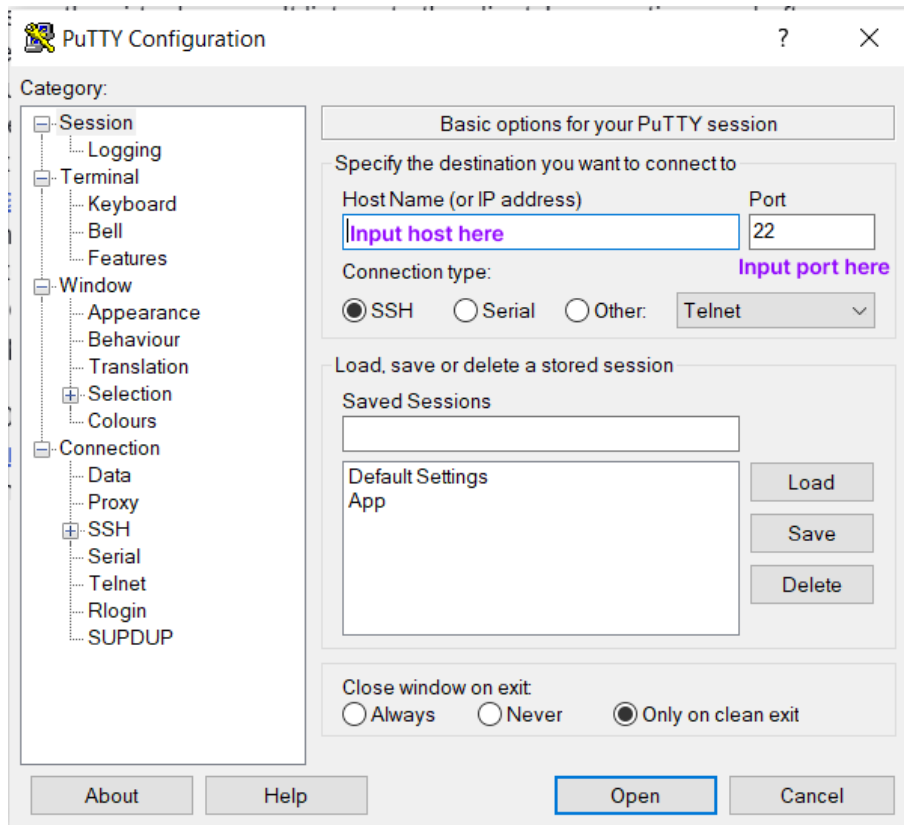 PuTTY Configuration
?
Category:
Session
Logging
Terminal
Keyboard
Bell
Features
Window
Appearance
Behaviour
Translation
Selection
Colours
Connection
Data
Proxy
SSH
Serial
Telnet
Rlogin
SUPDUP
Basic options for your PuTTY session
Specify the destination you want to connect to
Host Name (or IP address) Port
Input host here 22
Input port here
Connection type:
SSH Serial Other: Telnet
Load, save or delete a stored session
Saved Sessions
Default Settings
App
Load
Save
Delete
Close window on exit:
Always Never Only on clean exit
About Help Open Cancel